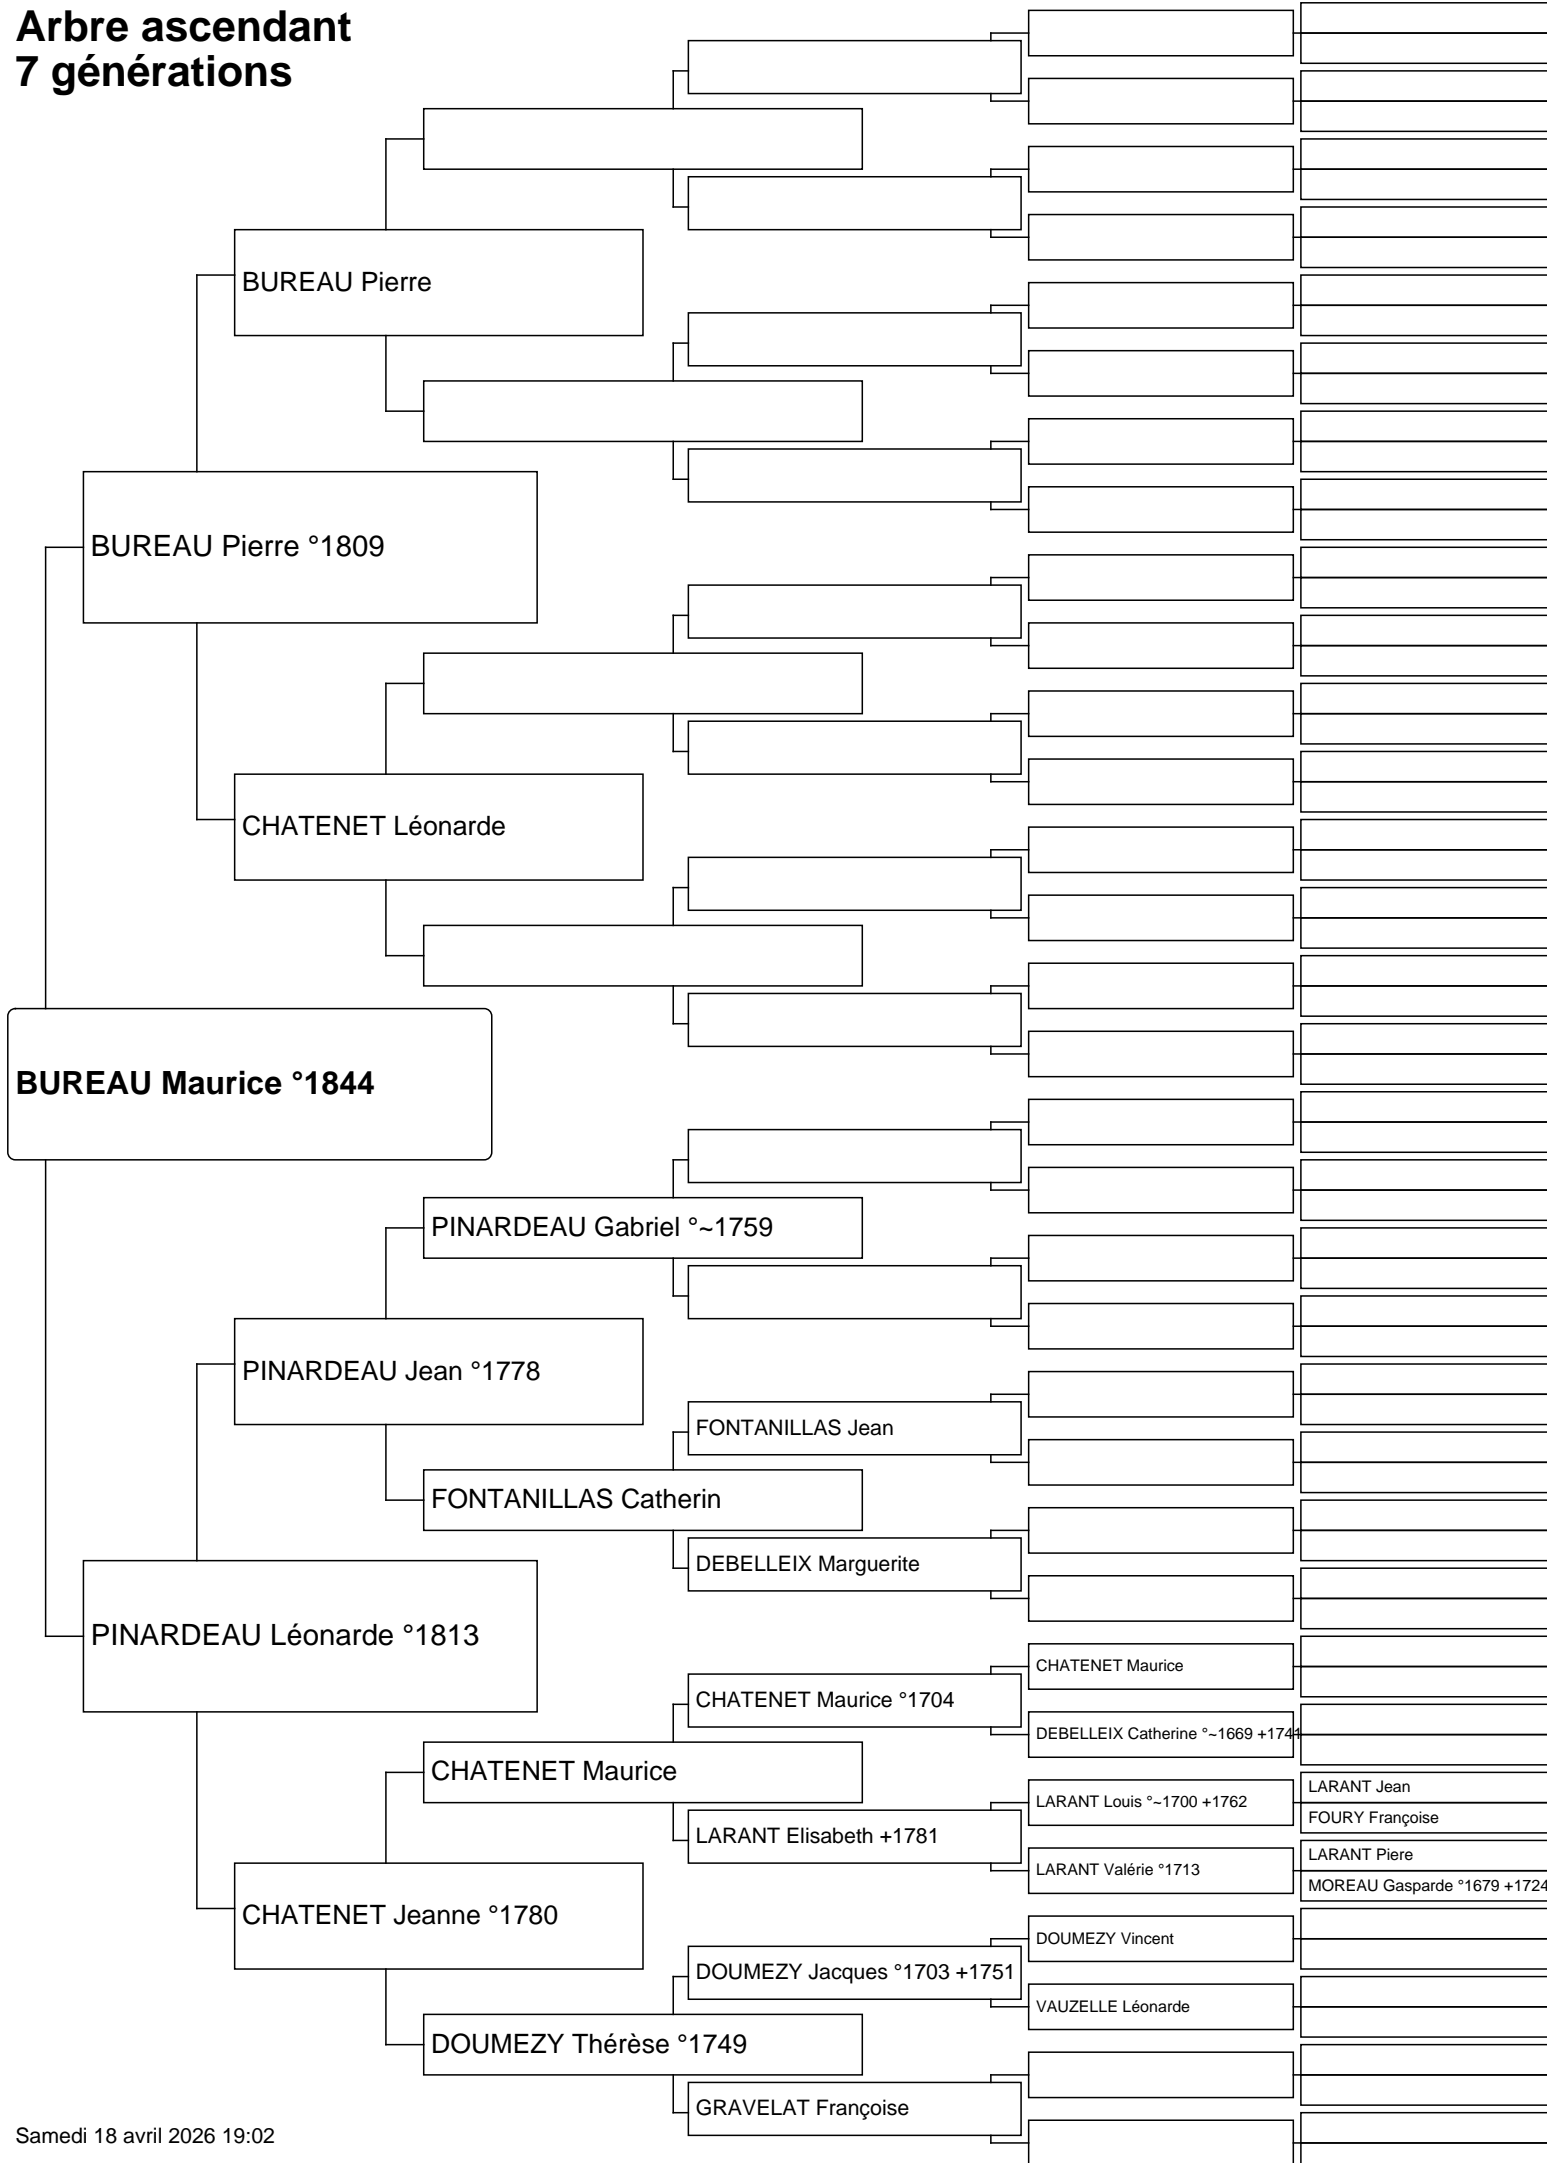 Arbre ascendant
7 générations
BUREAU Pierre
BUREAU Pierre °1809
CHATENET Léonarde
BUREAU Maurice °1844
PINARDEAU Gabriel °~1759
PINARDEAU Jean °1778
FONTANILLAS Jean
FONTANILLAS Catherin
DEBELLEIX Marguerite
PINARDEAU Léonarde °1813
CHATENET Maurice
CHATENET Maurice °1704
DEBELLEIX Catherine °~1669 +1741
CHATENET Maurice
LARANT Jean
LARANT Louis °~1700 +1762
FOURY Françoise
LARANT Elisabeth +1781
LARANT Piere
LARANT Valérie °1713
MOREAU Gasparde °1679 +1724
CHATENET Jeanne °1780
DOUMEZY Vincent
DOUMEZY Jacques °1703 +1751
VAUZELLE Léonarde
DOUMEZY Thérèse °1749
GRAVELAT Françoise
Samedi 18 avril 2026 19:02